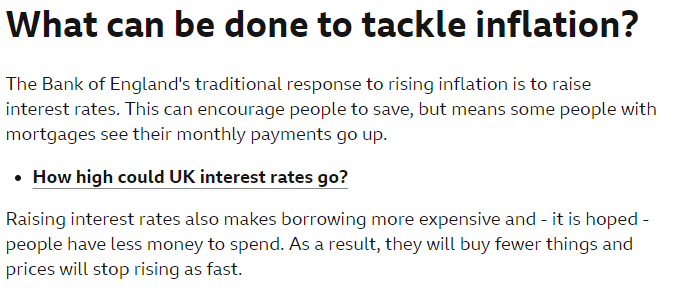 What can be done to tackle inflation?
The Bank of England's traditional response to rising inflation is to raise
interest rates. This can encourage people to save, but means some people with
mortgages see their monthly payments go up.
• How high could UK interest rates go?
Raising interest rates also makes borrowing more expensive and - it is hoped -
people have less money to spend. As a result, they will buy fewer things and
prices will stop rising as fast.